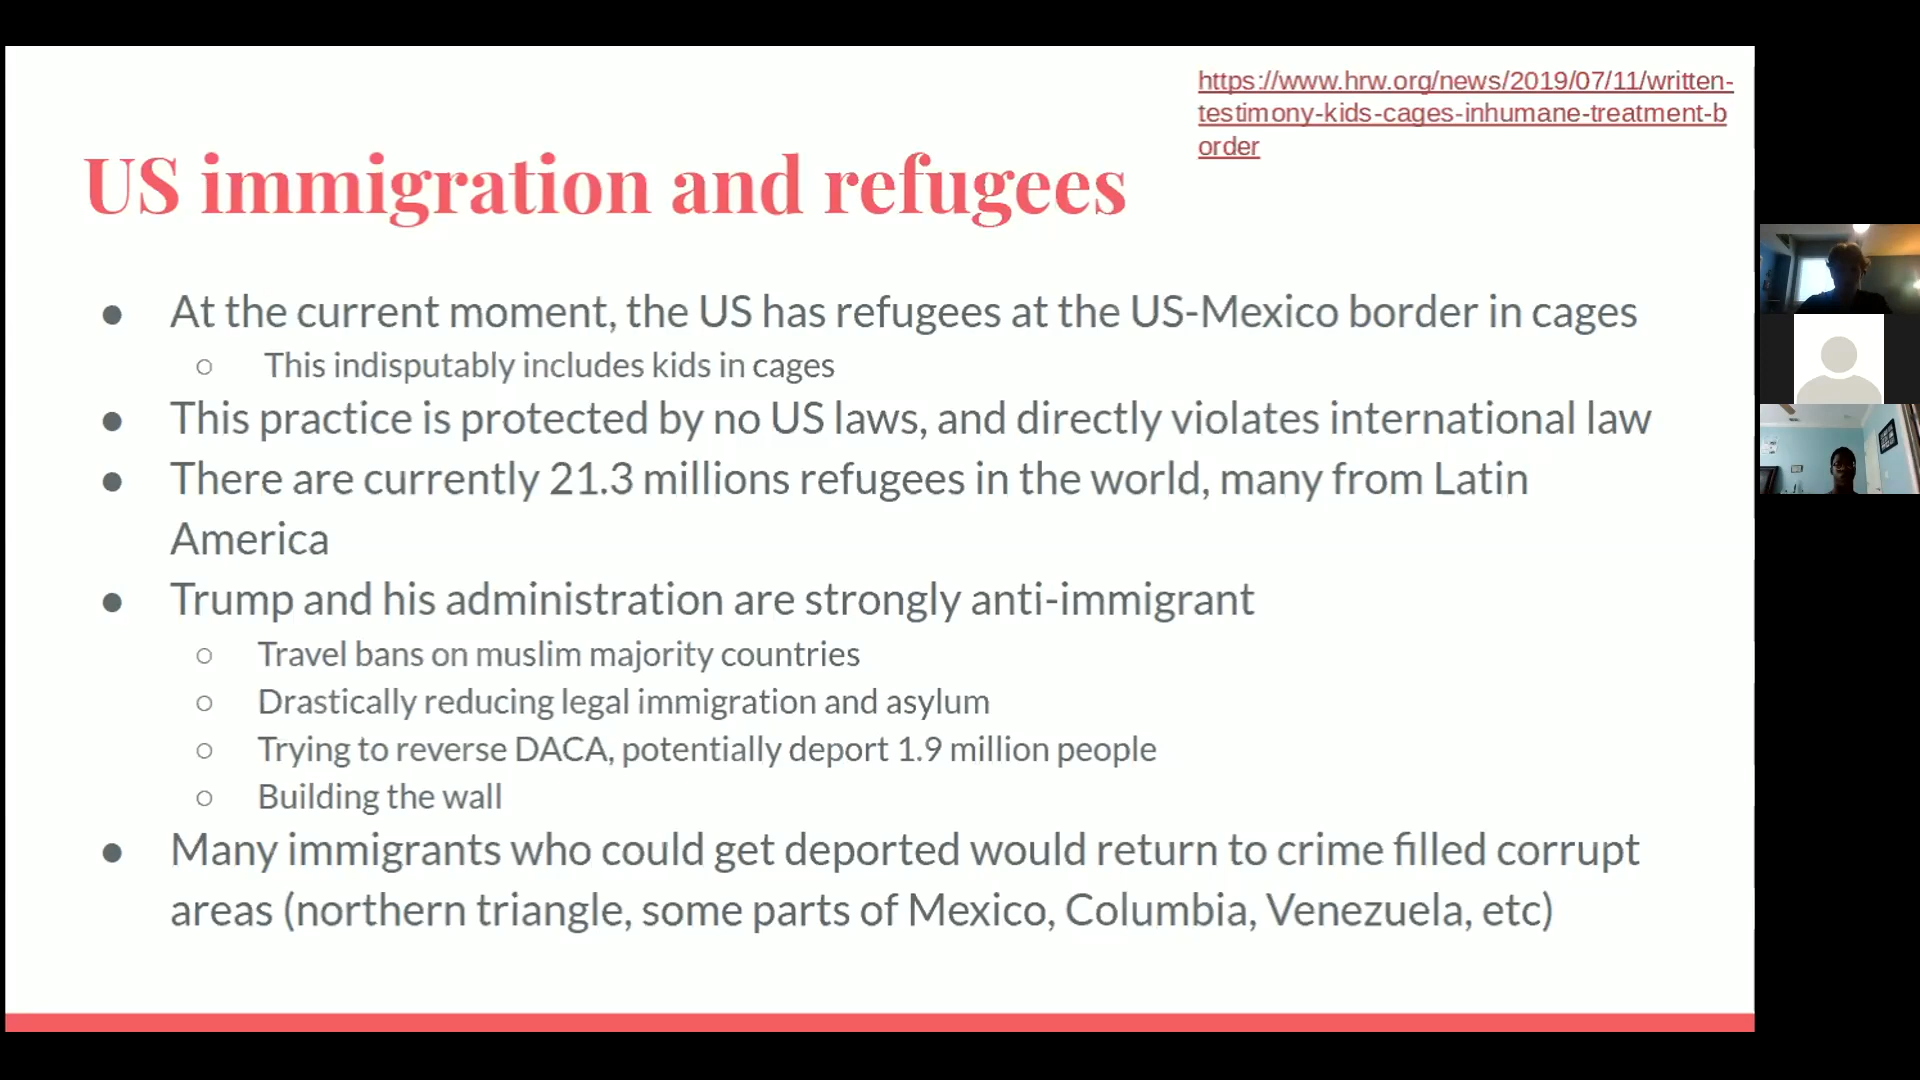 https://www.hrw.org/news/2019/07/11/written-
testimony-kids-cages-inhumane-treatment-b
order
US immigration and refugees
● At the current moment, the US has refugees at the US-Mexico border in cages
○ This indisputably includes kids in cages
● This practice is protected by no US laws, and directly violates international law
● There are currently 21.3 millions refugees in the world, many from Latin
America
● Trump and his administration are strongly anti-immigrant
○ Travel bans on muslim majority countries
○ Drastically reducing legal immigration and asylum
○ Trying to reverse DACA, potentially deport 1.9 million people
○ Building the wall
● Many immigrants who could get deported would return to crime filled corrupt
areas (northern triangle, some parts of Mexico, Columbia, Venezuela, etc)